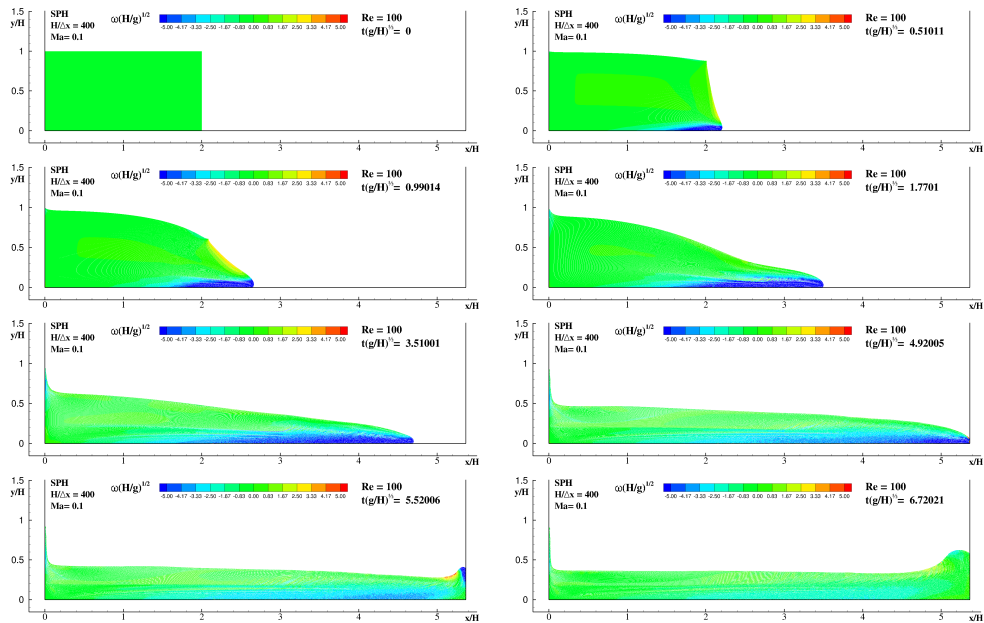 1.5 SPH ω(H/g)^1/2 Re = 100
y/H H/Δx = 400 -5.00 -4.17 -3.33 -2.50 -1.67 -0.83 0.00 0.83 1.67 2.50 3.33 4.17 5.00 t(g/H)^½= 0
Ma= 0.1
1
0.5
0
0 1 2 3 4 5 x/H
1.5 SPH ω(H/g)^1/2 Re = 100
y/H H/Δx = 400 -5.00 -4.17 -3.33 -2.50 -1.67 -0.83 0.00 0.83 1.67 2.50 3.33 4.17 5.00 t(g/H)^½= 0.51011
Ma= 0.1
1
0.5
0
0 1 2 3 4 5 x/H
1.5 SPH ω(H/g)^1/2 Re = 100
y/H H/Δx = 400 -5.00 -4.17 -3.33 -2.50 -1.67 -0.83 0.00 0.83 1.67 2.50 3.33 4.17 5.00 t(g/H)^½= 0.99014
Ma= 0.1
1
0.5
0
0 1 2 3 4 5 x/H
1.5 SPH ω(H/g)^1/2 Re = 100
y/H H/Δx = 400 -5.00 -4.17 -3.33 -2.50 -1.67 -0.83 0.00 0.83 1.67 2.50 3.33 4.17 5.00 t(g/H)^½= 1.7701
Ma= 0.1
1
0.5
0
0 1 2 3 4 5 x/H
1.5 SPH ω(H/g)^1/2 Re = 100
y/H H/Δx = 400 -5.00 -4.17 -3.33 -2.50 -1.67 -0.83 0.00 0.83 1.67 2.50 3.33 4.17 5.00 t(g/H)^½= 3.51001
Ma= 0.1
1
0.5
0
0 1 2 3 4 5 x/H
1.5 SPH ω(H/g)^1/2 Re = 100
y/H H/Δx = 400 -5.00 -4.17 -3.33 -2.50 -1.67 -0.83 0.00 0.83 1.67 2.50 3.33 4.17 5.00 t(g/H)^½= 4.92005
Ma= 0.1
1
0.5
0
0 1 2 3 4 5 x/H
1.5 SPH ω(H/g)^1/2 Re = 100
y/H H/Δx = 400 -5.00 -4.17 -3.33 -2.50 -1.67 -0.83 0.00 0.83 1.67 2.50 3.33 4.17 5.00 t(g/H)^½= 5.52006
Ma= 0.1
1
0.5
0
0 1 2 3 4 5 x/H
1.5 SPH ω(H/g)^1/2 Re = 100
y/H H/Δx = 400 -5.00 -4.17 -3.33 -2.50 -1.67 -0.83 0.00 0.83 1.67 2.50 3.33 4.17 5.00 t(g/H)^½= 6.72021
Ma= 0.1
1
0.5
0
0 1 2 3 4 5 x/H